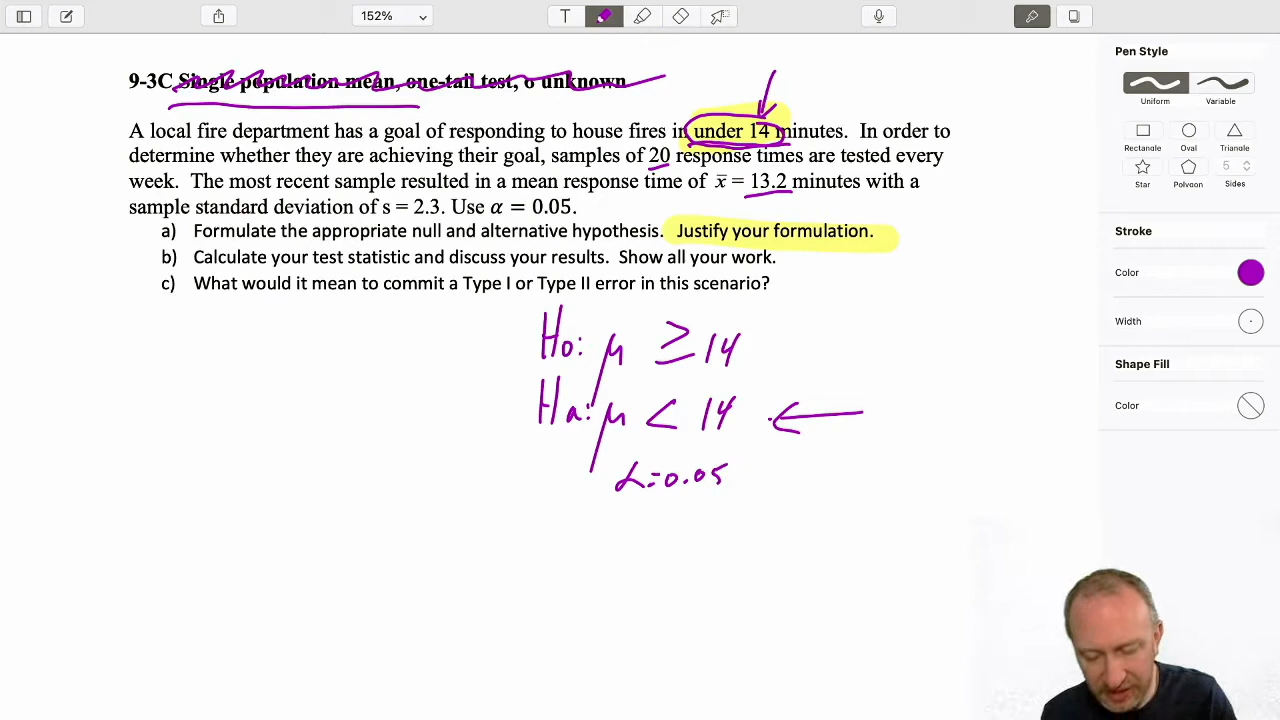 152%
T
9-3C Single population mean, one-tail test, σ unknown
A local fire department has a goal of responding to house fires in under 14 minutes. In order to
determine whether they are achieving their goal, samples of 20 response times are tested every
week. The most recent sample resulted in a mean response time of x̄ = 13.2 minutes with a
sample standard deviation of s = 2.3. Use α = 0.05.
a) Formulate the appropriate null and alternative hypothesis. Justify your formulation.
b) Calculate your test statistic and discuss your results. Show all your work.
c) What would it mean to commit a Type I or Type II error in this scenario?
Ho: μ ≥ 14
Ha: μ < 14
α=0.05
Pen Style
Uniform Variable
Rectangle Oval Triangle
5
Star Polygon Sides
Stroke
Color
Width
Shape Fill
Color